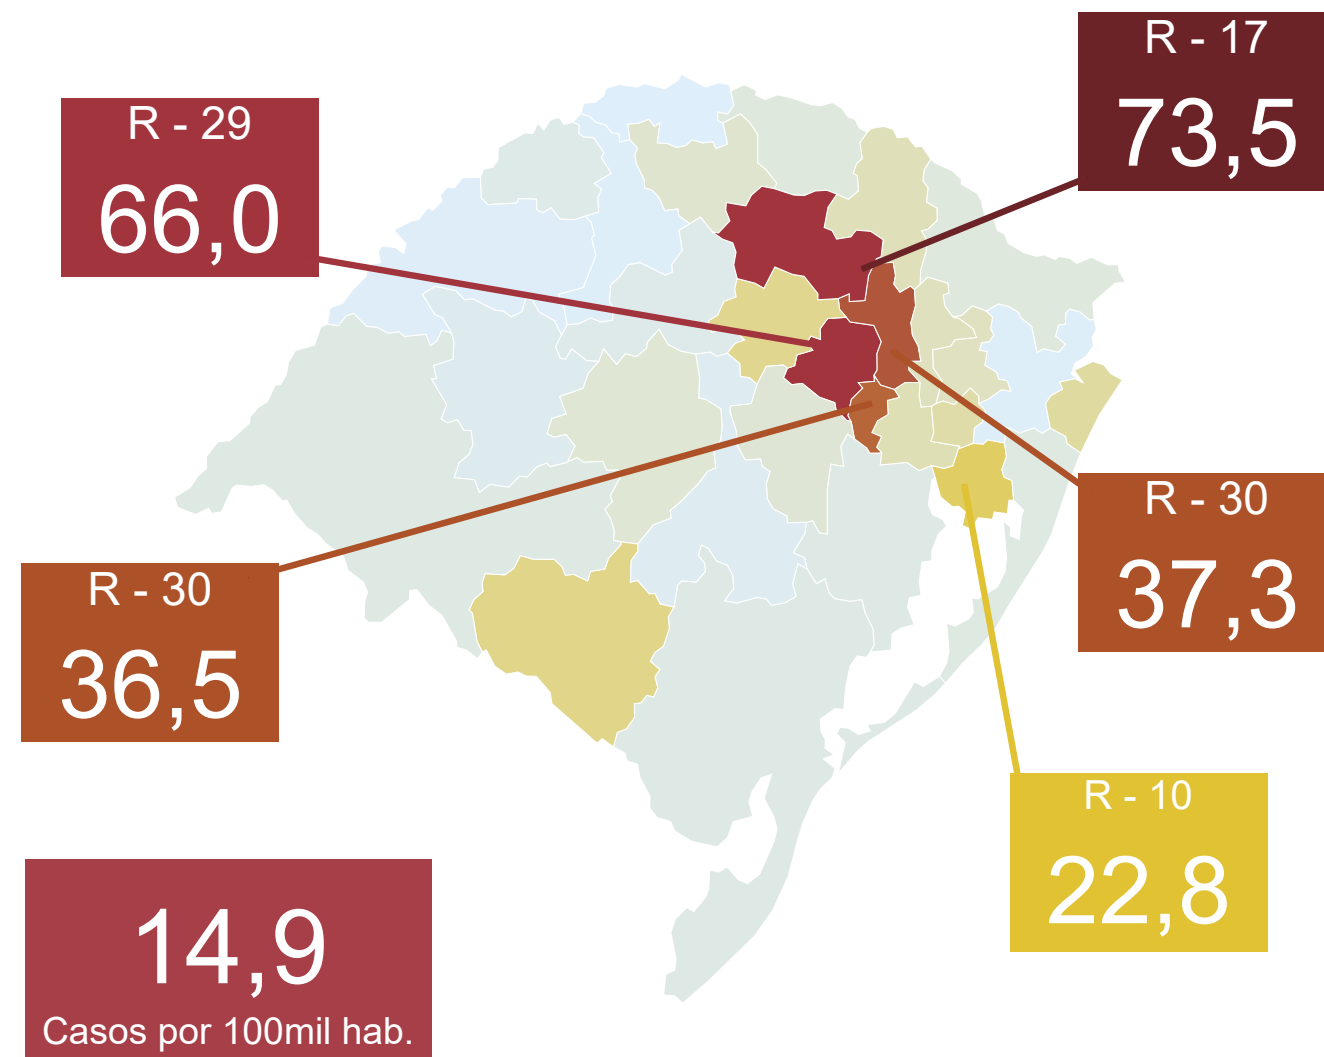 R - 17
73,5
R - 29
66,0
R - 30
37,3
R - 30
36,5
R - 10
22,8
14,9
Casos por 100mil hab.